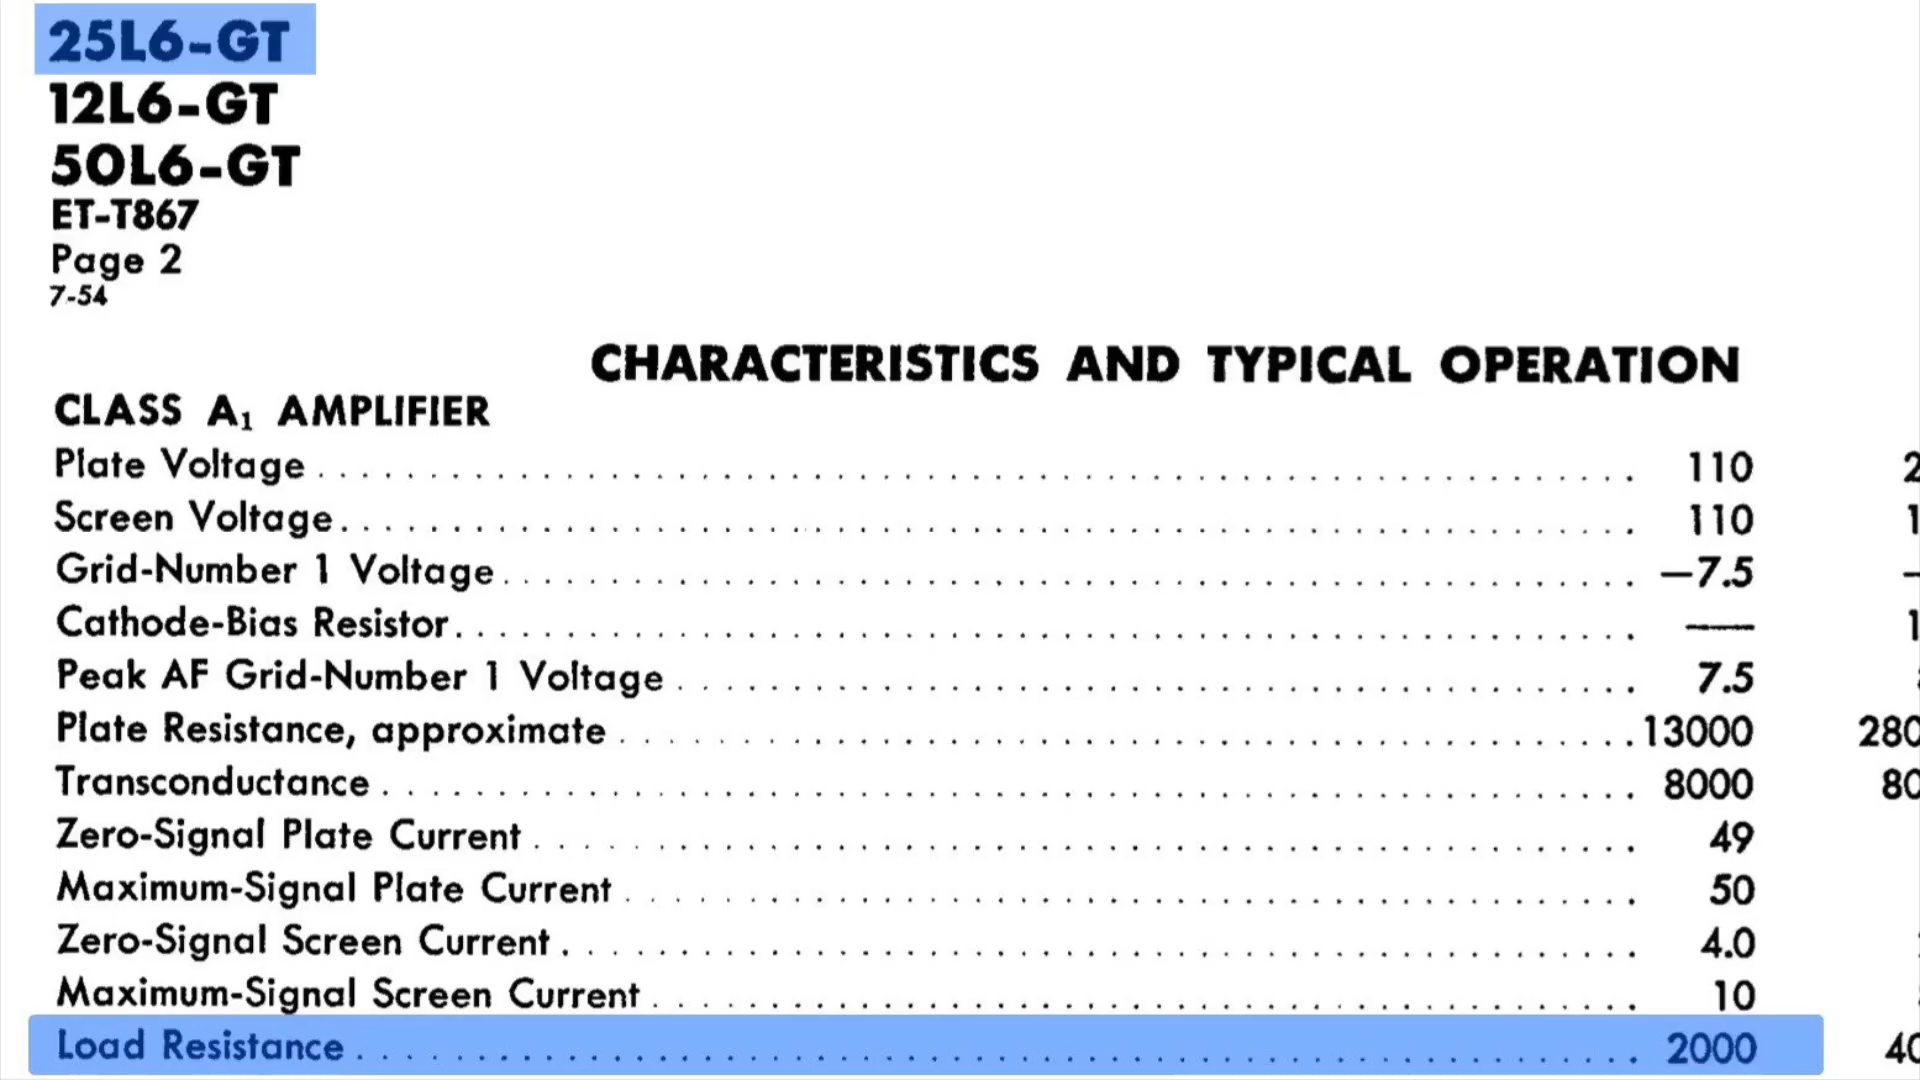 25L6-GT
12L6-GT
50L6-GT
ET-T867
Page 2
7-54
CHARACTERISTICS AND TYPICAL OPERATION
CLASS A₁ AMPLIFIER
Plate Voltage 110
Screen Voltage 110
Grid-Number 1 Voltage —7.5
Cathode-Bias Resistor ——
Peak AF Grid-Number 1 Voltage 7.5
Plate Resistance, approximate 13000 280
Transconductance 8000 80
Zero-Signal Plate Current 49
Maximum-Signal Plate Current 50
Zero-Signal Screen Current 4.0
Maximum-Signal Screen Current 10
Load Resistance 2000 40